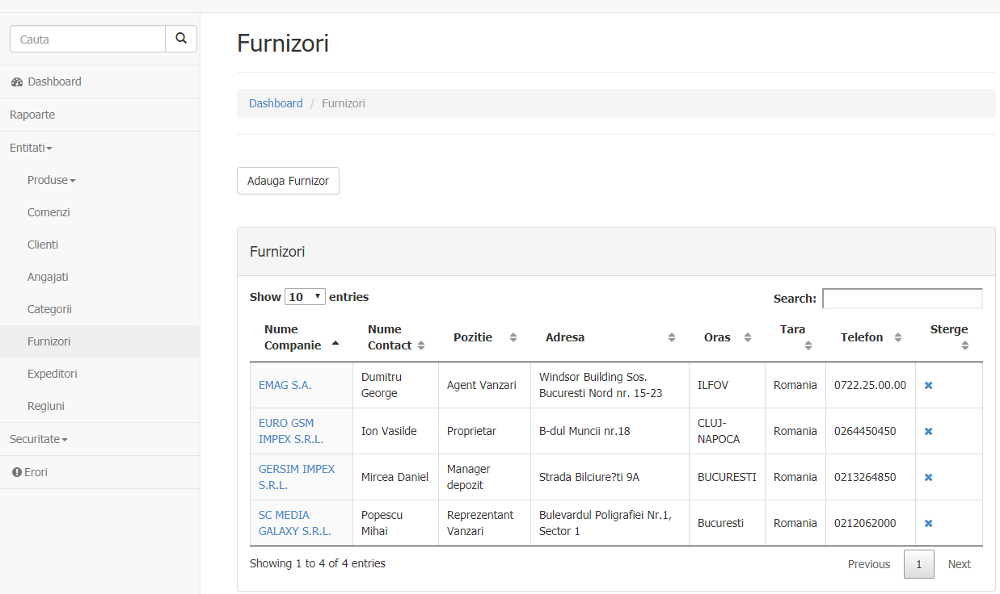 Cauta
Dashboard
Rapoarte
Entitati
Produse
Comenzi
Clienti
Angajati
Categorii
Furnizori
Expeditori
Regiuni
Securitate
Erori
Furnizori
Dashboard / Furnizori
Adauga Furnizor
Furnizori
Show 10 entries
Search:
Nume Companie
Nume Contact
Pozitie
Adresa
Oras
Tara
Telefon
Sterge
EMAG S.A.
Dumitru
George
Agent Vanzari
Windsor Building Sos.
Bucuresti Nord nr. 15-23
ILFOV
Romania
0722.25.00.00
EURO GSM
IMPEX S.R.L.
Ion Vasilde
Proprietar
B-dul Muncii nr.18
CLUJ-
NAPOCA
Romania
0264450450
GERSIM IMPEX
S.R.L.
Mircea Daniel
Manager
depozit
Strada Bilciure?ti 9A
BUCURESTI
Romania
0213264850
SC MEDIA
GALAXY S.R.L.
Popescu
Mihai
Reprezentant
Vanzari
Bulevardul Poligrafiei Nr.1,
Sector 1
Bucuresti
Romania
0212062000
Showing 1 to 4 of 4 entries
Previous 1 Next